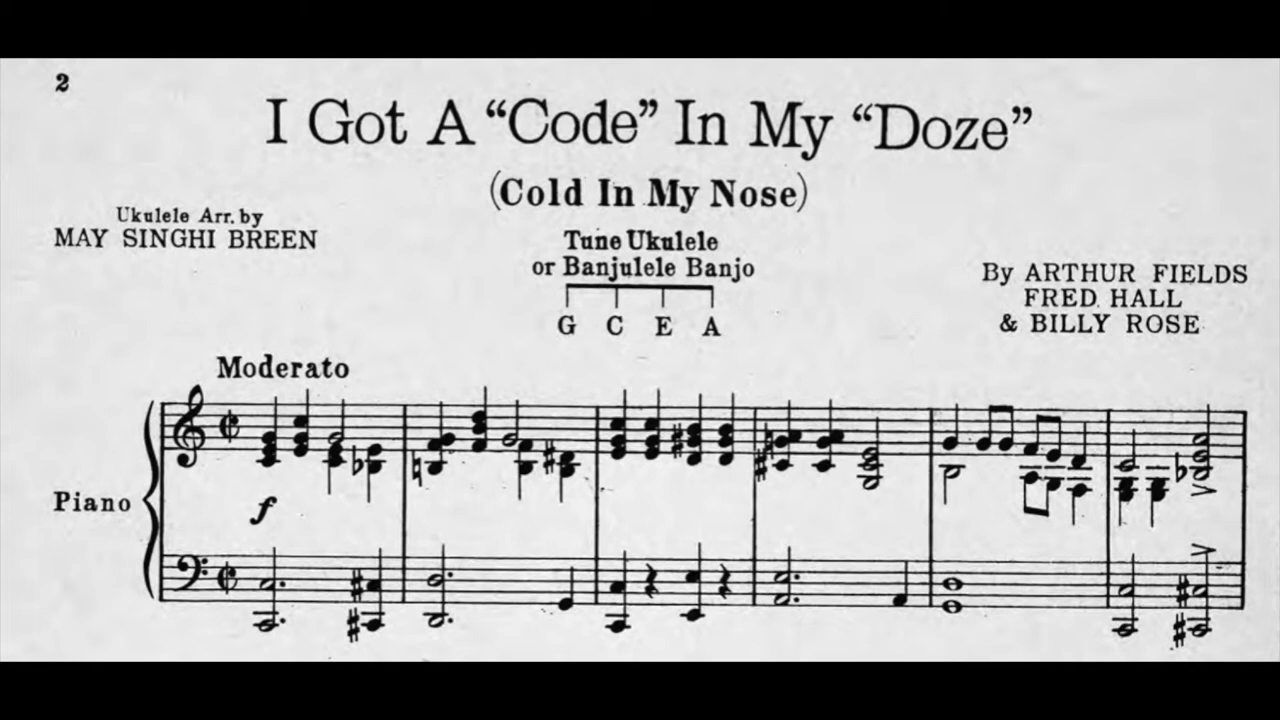 2
I Got A “Code” In My “Doze”
(Cold In My Nose)
Ukulele Arr. by
MAY SINGHI BREEN
Tune Ukulele
or Banjulele Banjo
G C E A
By ARTHUR FIELDS
FRED. HALL
& BILLY ROSE
Moderato
Piano
f